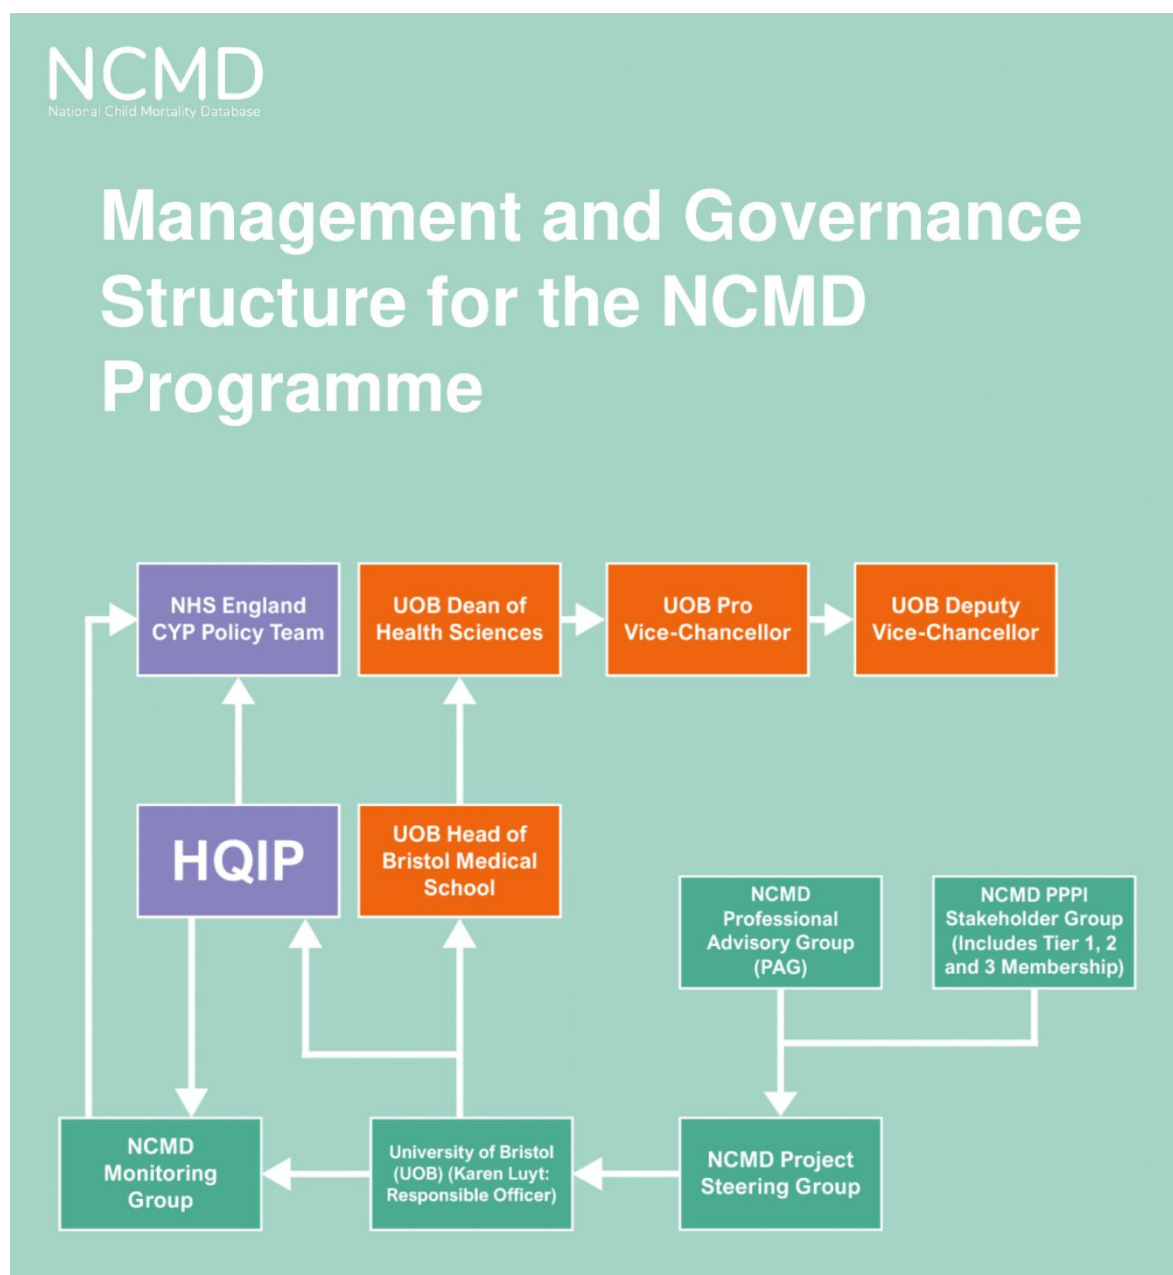 NCMD
National Child Mortality Database
Management and Governance
Structure for the NCMD
Programme
NHS England
CYP Policy Team
UOB Dean of
Health Sciences
UOB Pro
Vice-Chancellor
UOB Deputy
Vice-Chancellor
HQIP
UOB Head of
Bristol Medical
School
NCMD
Professional
Advisory Group
(PAG)
NCMD PPPI
Stakeholder Group
(Includes Tier 1, 2
and 3 Membership)
NCMD
Monitoring
Group
University of Bristol
(UOB) (Karen Luyt:
Responsible Officer)
NCMD Project
Steering Group